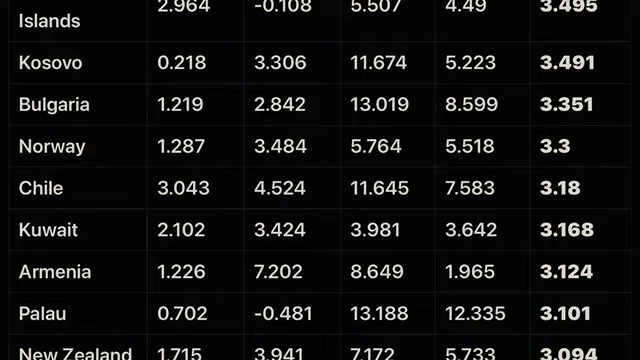 2.964 -0.108 5.507 4.49 3.495
Islands
Kosovo 0.218 3.306 11.674 5.223 3.491
Bulgaria 1.219 2.842 13.019 8.599 3.351
Norway 1.287 3.484 5.764 5.518 3.3
Chile 3.043 4.524 11.645 7.583 3.18
Kuwait 2.102 3.424 3.981 3.642 3.168
Armenia 1.226 7.202 8.649 1.965 3.124
Palau 0.702 -0.481 13.188 12.335 3.101
New Zealand 1.715 3.941 7.172 5.733 3.094